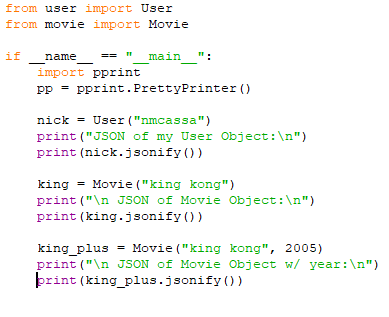 from user import User
from movie import Movie

if __name__ == "__main__":
    import pprint
    pp = pprint.PrettyPrinter()

    nick = User("nmcassa")
    print("JSON of my User Object:\n")
    print(nick.jsonify())

    king = Movie("king kong")
    print("\n JSON of Movie Object:\n")
    print(king.jsonify())

    king_plus = Movie("king kong", 2005)
    print("\n JSON of Movie Object w/ year:\n")
    print(king_plus.jsonify())